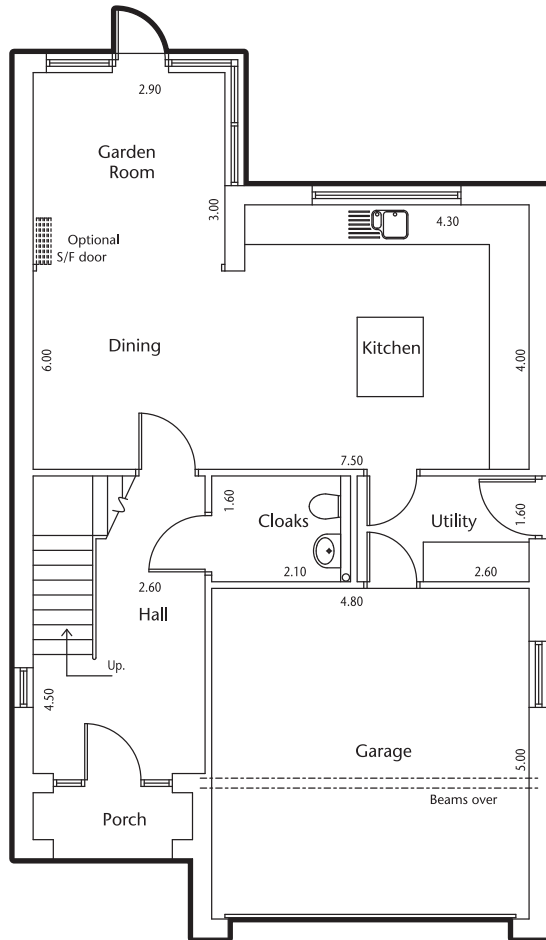 2.90
Garden
Room
3.00
4.30
Optional
S/F door
Dining
6.00
Kitchen
4.00
7.50
1.60
Cloaks
Utility
1.60
2.10
2.60
2.60
4.80
Hall
Up.
4.50
Garage
5.00
Beams over
Porch